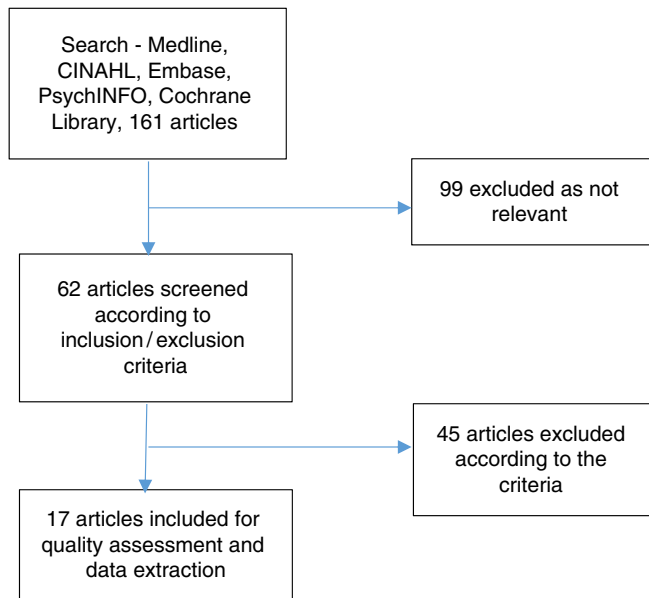 Search - Medline,
CINAHL, Embase,
PsychINFO, Cochrane
Library, 161 articles
99 excluded as not
relevant
62 articles screened
according to
inclusion/exclusion
criteria
45 articles excluded
according to the
criteria
17 articles included for
quality assessment and
data extraction